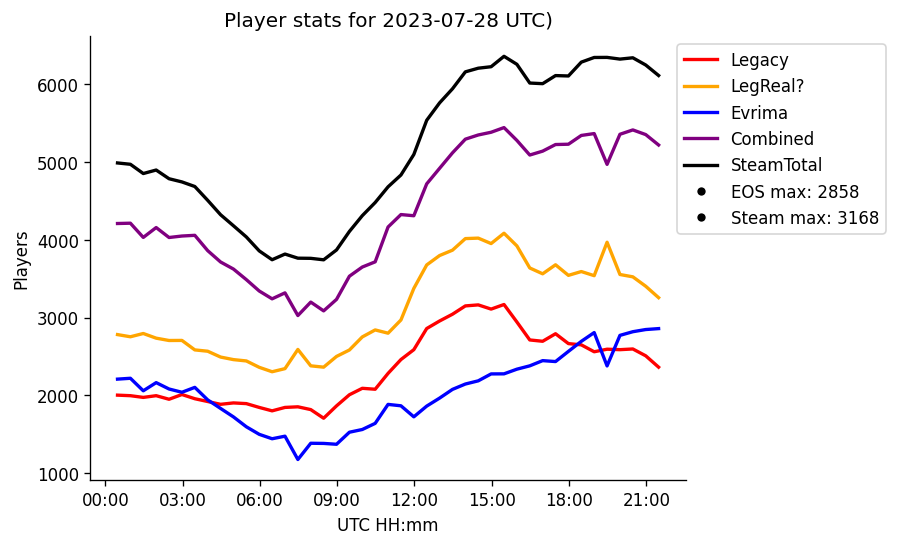 Player stats for 2023-07-28 UTC)
Legacy
LegReal?
Evrima
Combined
SteamTotal
EOS max: 2858
Steam max: 3168
Players
6000
5000
4000
3000
2000
1000
00:00 03:00 06:00 09:00 12:00 15:00 18:00 21:00
UTC HH:mm